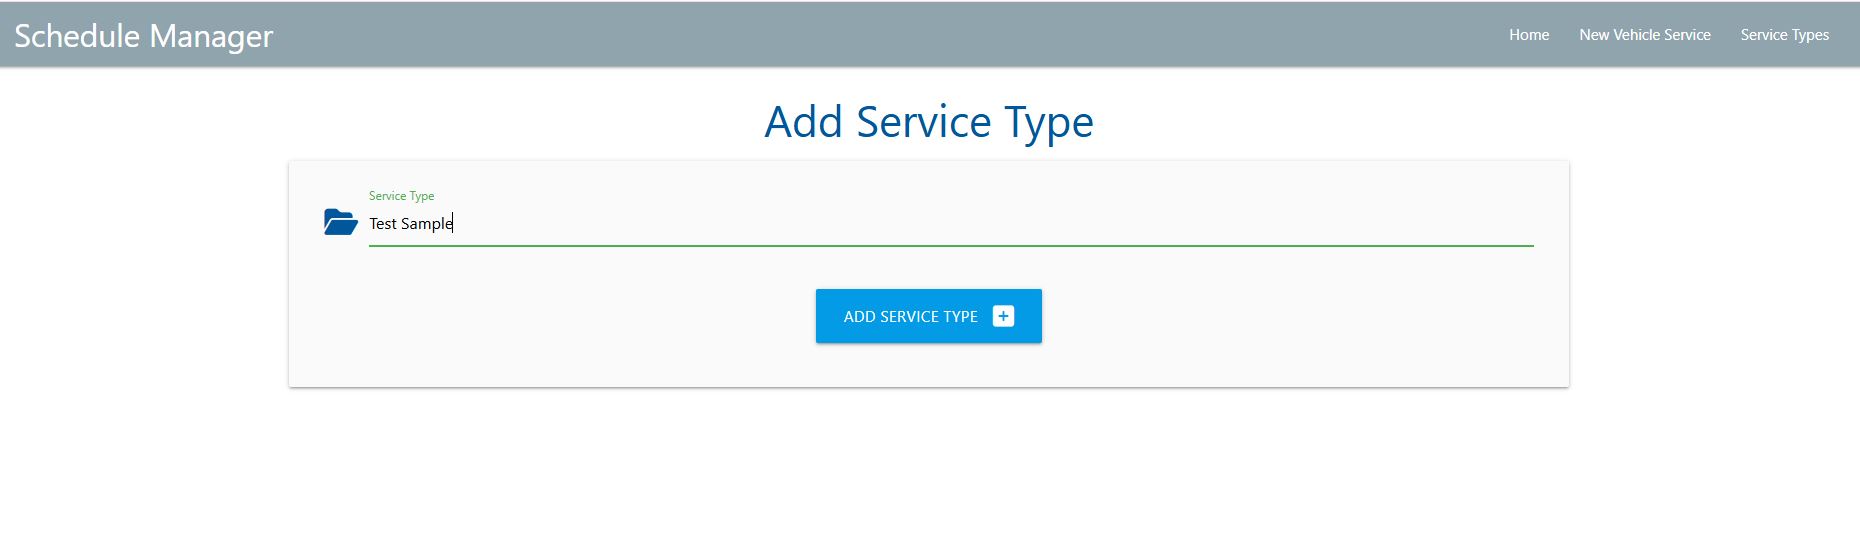 Schedule Manager
Home
New Vehicle Service
Service Types
Add Service Type
Service Type
Test Sample
ADD SERVICE TYPE